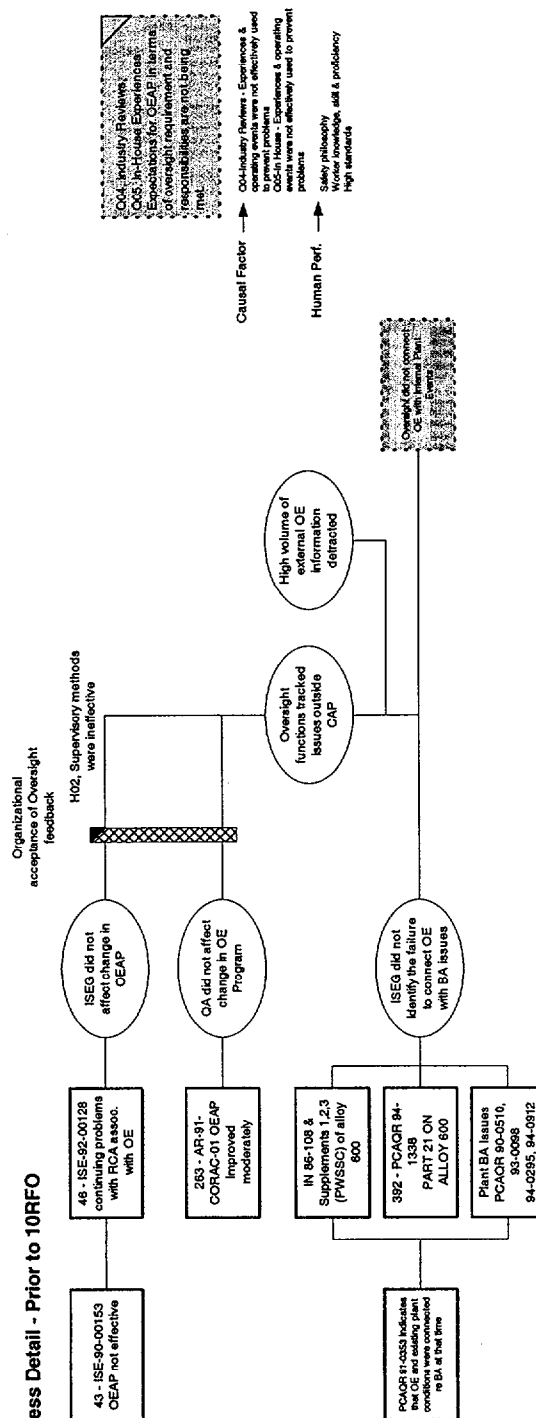 ess Detail - Prior to 10RFO
43 - ISE-90-00153
OEAP not effective
46 - ISE-92-00128
continuing problems
with RCA assoc.
with OE
ISEG did not
affect change in
OEAP
Organizational
acceptance of Oversight
feedback
H02, Supervisory methods
were ineffective
263 - AR-91-
CORAC-01 OEAP
Improved
moderately
QA did not affect
change in OE
Program
Oversight
functions tracked
issues outside
CAP
High volume of
external OE
information
detracted
PCAQR 91-0353 Indicates
that OE and existing plant
conditions were connected
re BA at that time
IN 86-108 &
Supplements 1,2,3
(PWSSC) of alloy
600
392 - PCAQR 94-
1338
PART 21 ON
ALLOY 600
Plant BA Issues
PCAQR 90-0510,
93-0098
94-0295, 94-0912
ISEG did not
Identify the failure
to connect OE
with BA issues
Oversight did not connect
OE with Internal Plant
Events
O04, Industry Reviews,
O05, In-House Experiences
Expectations for OEAP in terms
of oversight requirement and
responsibilities are not being
met.
Causal Factor
O04-Industry Reviews - Experiences &
operating events were not effectively used
to prevent problems
O05-In House - Experiences & operating
events were not effectively used to prevent
problems
Human Perf.
Safety philosophy
Worker knowledge, skill & proficiency
High standards